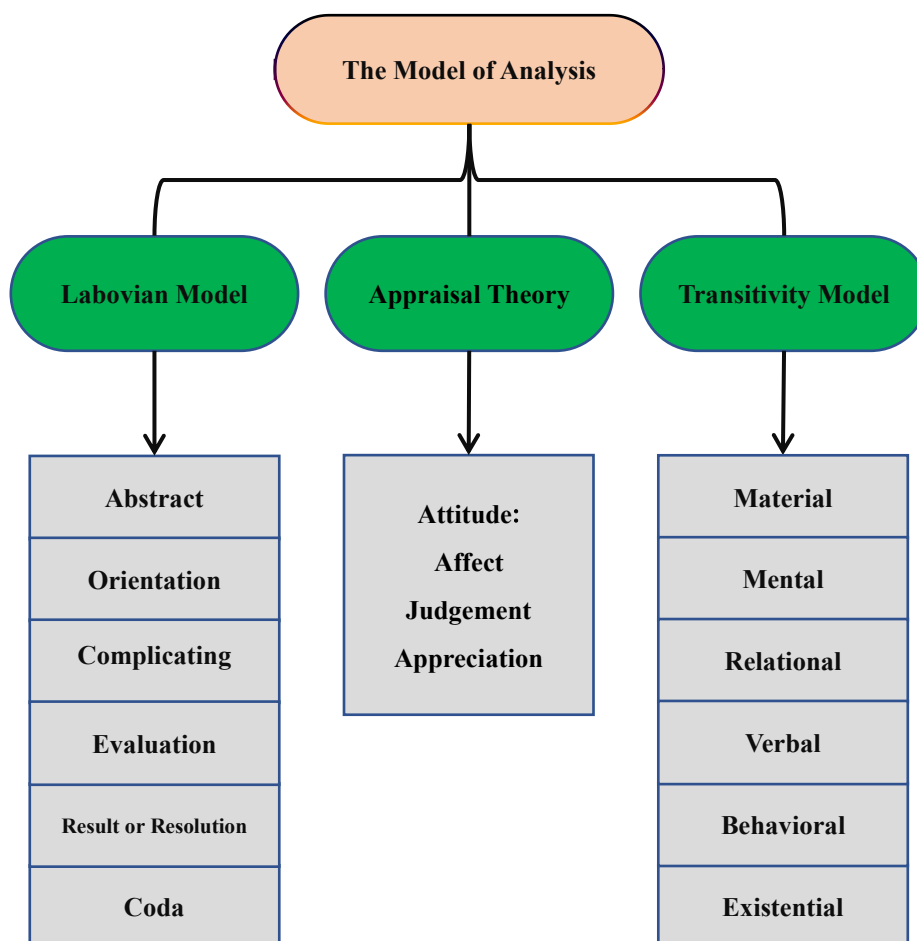 The Model of Analysis
Labovian Model
Appraisal Theory
Transitivity Model
Abstract
Orientation
Complicating
Evaluation
Result or Resolution
Coda
Attitude:
Affect
Judgement
Appreciation
Material
Mental
Relational
Verbal
Behavioral
Existential